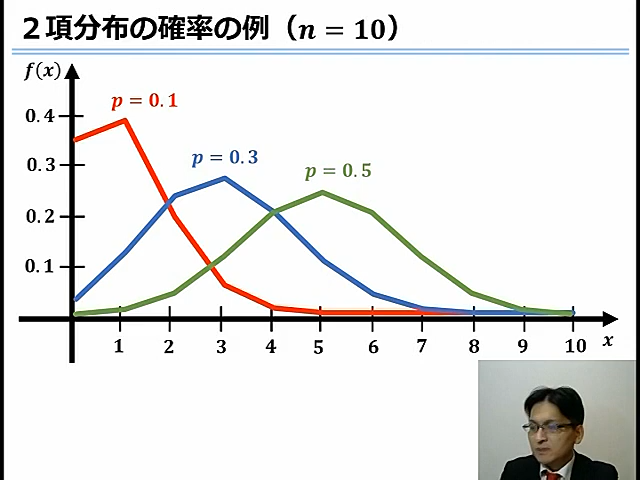 ２項分布の確率の例（n = 10）
f(x)
p = 0.1
0.4
p = 0.3
0.3
p = 0.5
0.2
0.1
1 2 3 4 5 6 7 8 9 10 x